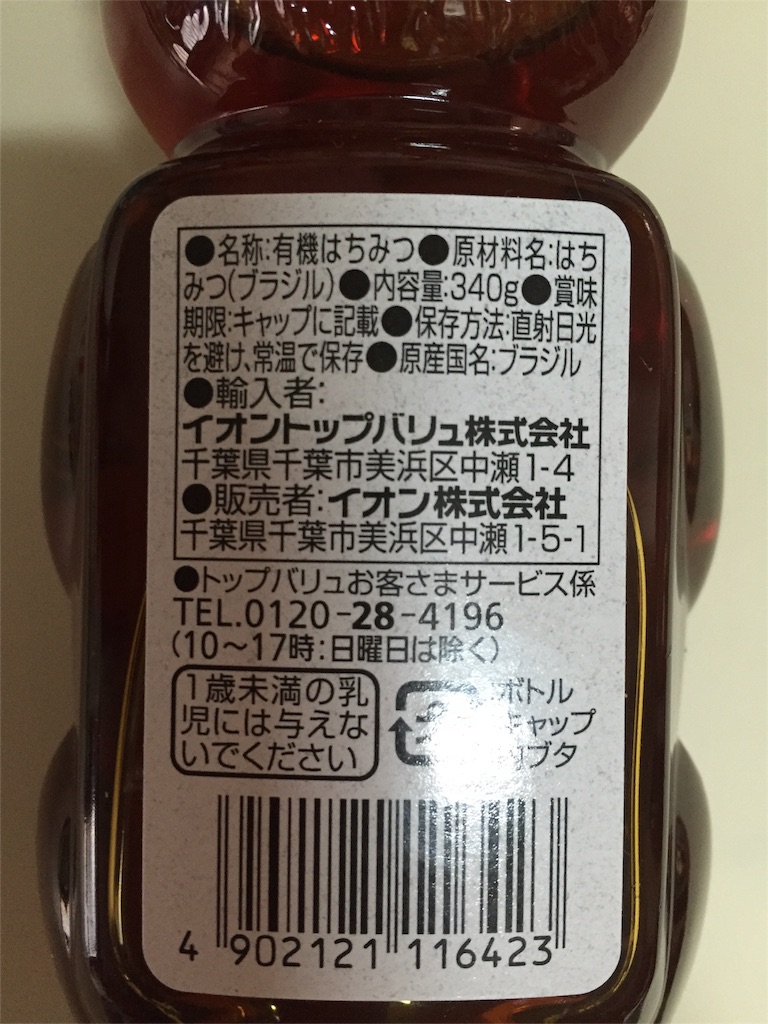 ●名称:有機はちみつ●原材料名:はち
みつ(ブラジル)●内容量:340g●賞味
期限:キャップに記載●保存方法:直射日光
を避け、常温で保存●原産国名:ブラジル
●輸入者:
イオントップバリュ株式会社
千葉県千葉市美浜区中瀬1-4
●販売者:イオン株式会社
千葉県千葉市美浜区中瀬1-5-1
●トップバリュお客さまサービス係
TEL.0120-28-4196
(10〜17時:日曜日は除く)
1歳未満の乳
児には与えな
いでください
ボトル
キャップ
4 902121 116423